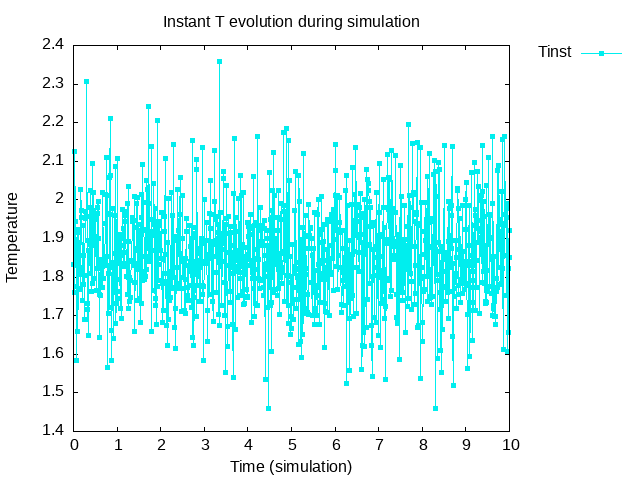 Instant T evolution during simulation
Tinst
2.4
2.3
2.2
2.1
2
1.9
1.8
1.7
1.6
1.5
1.4
Temperature
0 1 2 3 4 5 6 7 8 9 10
Time (simulation)